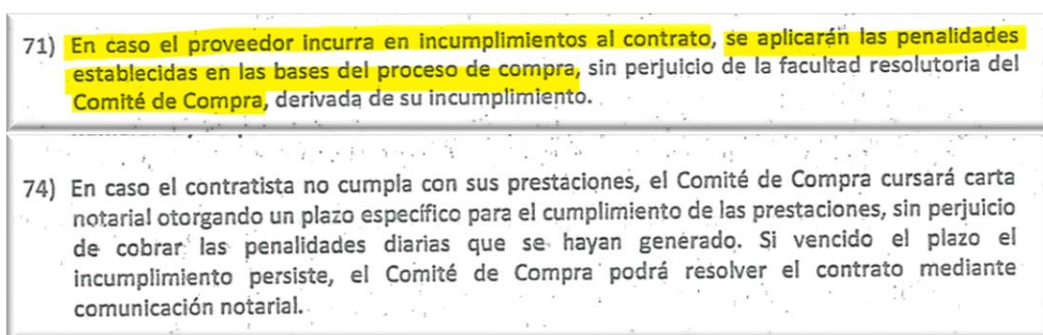 71) En caso el proveedor incurra en incumplimientos al contrato, se aplicarán las penalidades
establecidas en las bases del proceso de compra, sin perjuicio de la facultad resolutoria del
Comité de Compra, derivada de su incumplimiento.
74) En caso el contratista no cumpla con sus prestaciones, el Comité de Compra cursará carta
notarial otorgando un plazo específico para el cumplimiento de las prestaciones, sin perjuicio
de cobrar las penalidades diarias que se hayan generado. Si vencido el plazo el
incumplimiento persiste, el Comité de Compra podrá resolver el contrato mediante
comunicación notarial.